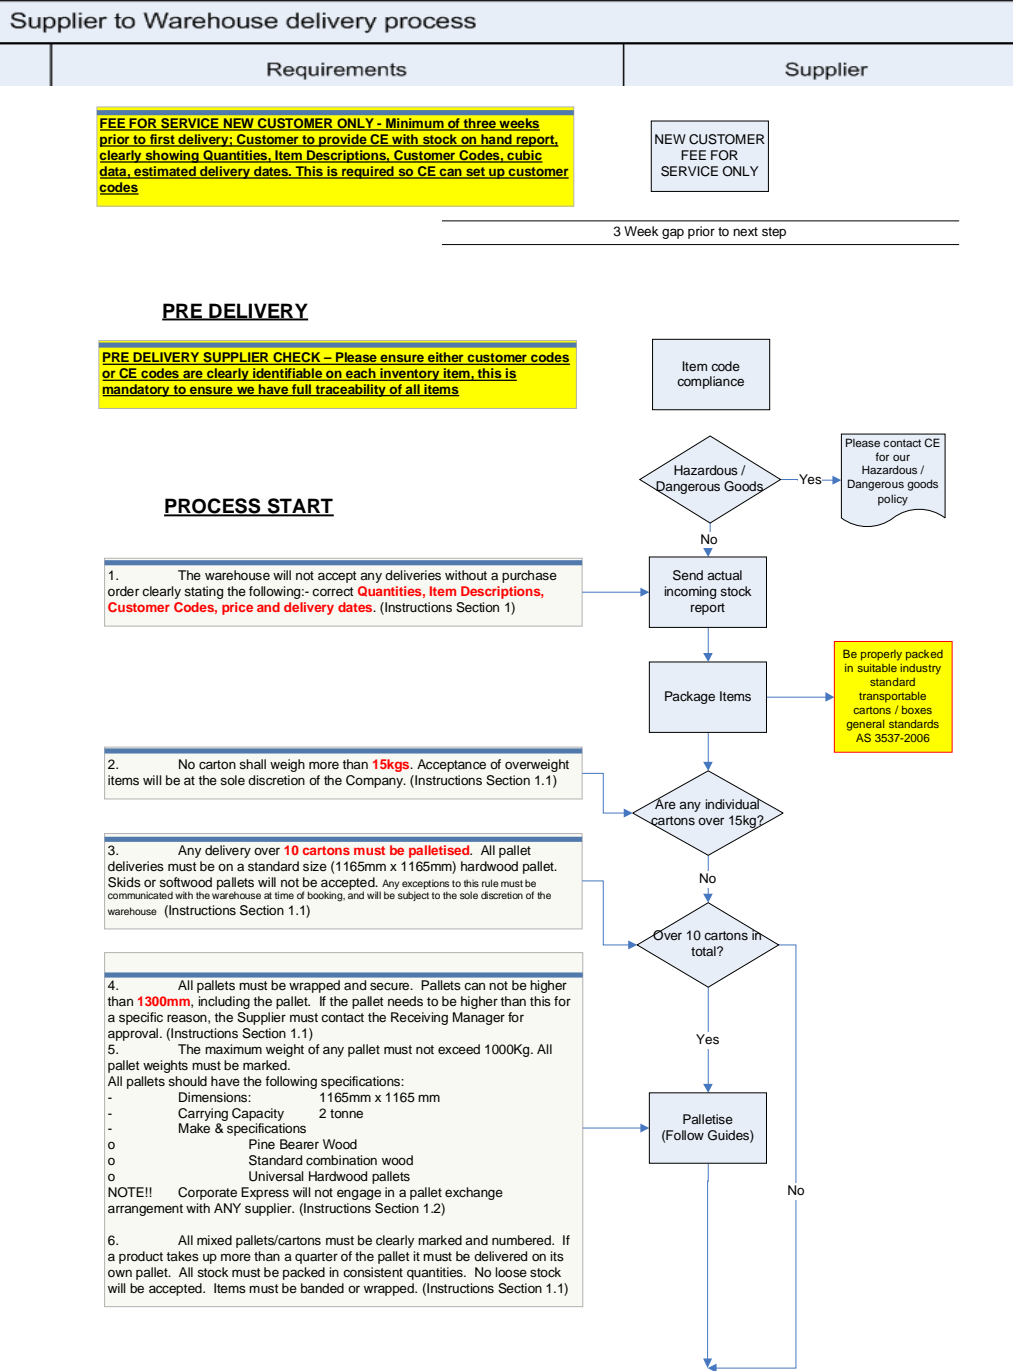 Supplier to Warehouse delivery process
Requirements
Supplier
FEE FOR SERVICE NEW CUSTOMER ONLY - Minimum of three weeks
prior to first delivery; Customer to provide CE with stock on hand report,
clearly showing Quantities, Item Descriptions, Customer Codes, cubic
data, estimated delivery dates. This is required so CE can set up customer
codes
NEW CUSTOMER
FEE FOR
SERVICE ONLY
3 Week gap prior to next step
PRE DELIVERY
PRE DELIVERY SUPPLIER CHECK – Please ensure either customer codes
or CE codes are clearly identifiable on each inventory item, this is
mandatory to ensure we have full traceability of all items
Item code
compliance
Hazardous /
Dangerous Goods
Yes
Please contact CE
for our
Hazardous /
Dangerous goods
policy
PROCESS START
No
1. The warehouse will not accept any deliveries without a purchase
order clearly stating the following:- correct Quantities, Item Descriptions,
Customer Codes, price and delivery dates. (Instructions Section 1)
Send actual
incoming stock
report
Package Items
Be properly packed
in suitable industry
standard
transportable
cartons / boxes
general standards
AS 3537-2006
2. No carton shall weigh more than 15kgs. Acceptance of overweight
items will be at the sole discretion of the Company. (Instructions Section 1.1)
Are any individual
cartons over 15kg?
No
3. Any delivery over 10 cartons must be palletised. All pallet
deliveries must be on a standard size (1165mm x 1165mm) hardwood pallet.
Skids or softwood pallets will not be accepted. Any exceptions to this rule must be
communicated with the warehouse at time of booking, and will be subject to the sole discretion of the
warehouse (Instructions Section 1.1)
Over 10 cartons in
total?
4. All pallets must be wrapped and secure. Pallets can not be higher
than 1300mm, including the pallet. If the pallet needs to be higher than this for
a specific reason, the Supplier must contact the Receiving Manager for
approval. (Instructions Section 1.1)
5. The maximum weight of any pallet must not exceed 1000Kg. All
pallet weights must be marked.
All pallets should have the following specifications:
- Dimensions: 1165mm x 1165 mm
- Carrying Capacity 2 tonne
- Make & specifications
o Pine Bearer Wood
o Standard combination wood
o Universal Hardwood pallets
NOTE!! Corporate Express will not engage in a pallet exchange
arrangement with ANY supplier. (Instructions Section 1.2)
6. All mixed pallets/cartons must be clearly marked and numbered. If
a product takes up more than a quarter of the pallet it must be delivered on its
own pallet. All stock must be packed in consistent quantities. No loose stock
will be accepted. Items must be banded or wrapped. (Instructions Section 1.1)
Yes
Palletise
(Follow Guides)
No